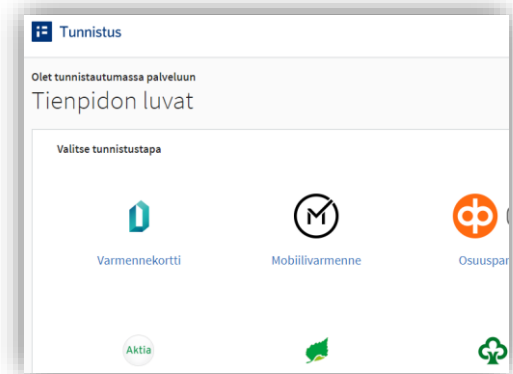 Tunnistus
Olet tunnistautumassa palveluun
Tienpidon luvat
Valitse tunnistustapa
Varmennekortti
Mobiilivarmenne
Aktia